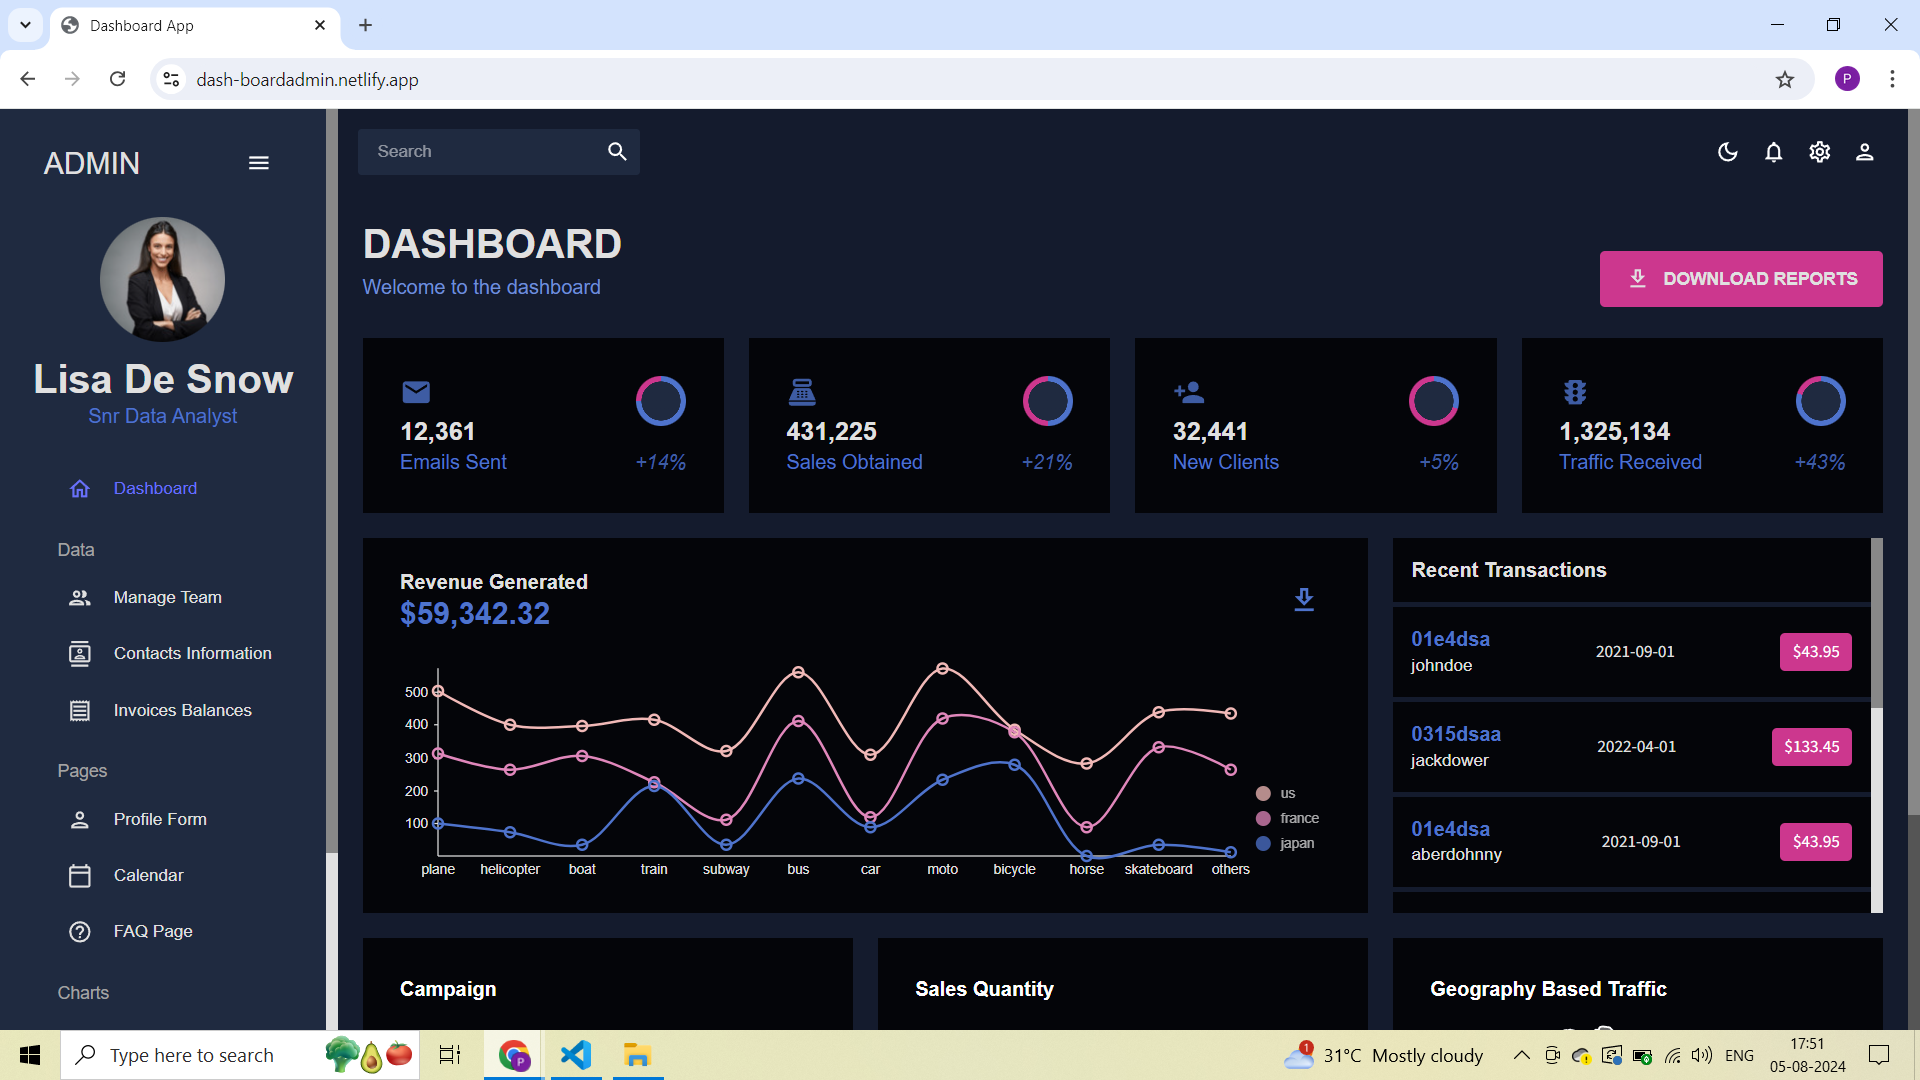 Dashboard App
dash-boardadmin.netlify.app
P
ADMIN
Search
Lisa De Snow
Snr Data Analyst
Dashboard
Data
Manage Team
Contacts Information
Invoices Balances
Pages
Profile Form
Calendar
FAQ Page
Charts
DASHBOARD
Welcome to the dashboard
DOWNLOAD REPORTS
12,361
Emails Sent
+14%
431,225
Sales Obtained
+21%
32,441
New Clients
+5%
1,325,134
Traffic Received
+43%
Revenue Generated
$59,342.32
500
400
300
200
100
plane helicopter boat train subway bus car moto bicycle horse skateboard others
us
france
japan
Recent Transactions
01e4dsa
johndoe
2021-09-01
$43.95
0315dsaa
jackdower
2022-04-01
$133.45
01e4dsa
aberdohnny
2021-09-01
$43.95
Campaign
Sales Quantity
Geography Based Traffic
Type here to search
P
1
31°C Mostly cloudy
ENG
17:51
05-08-2024